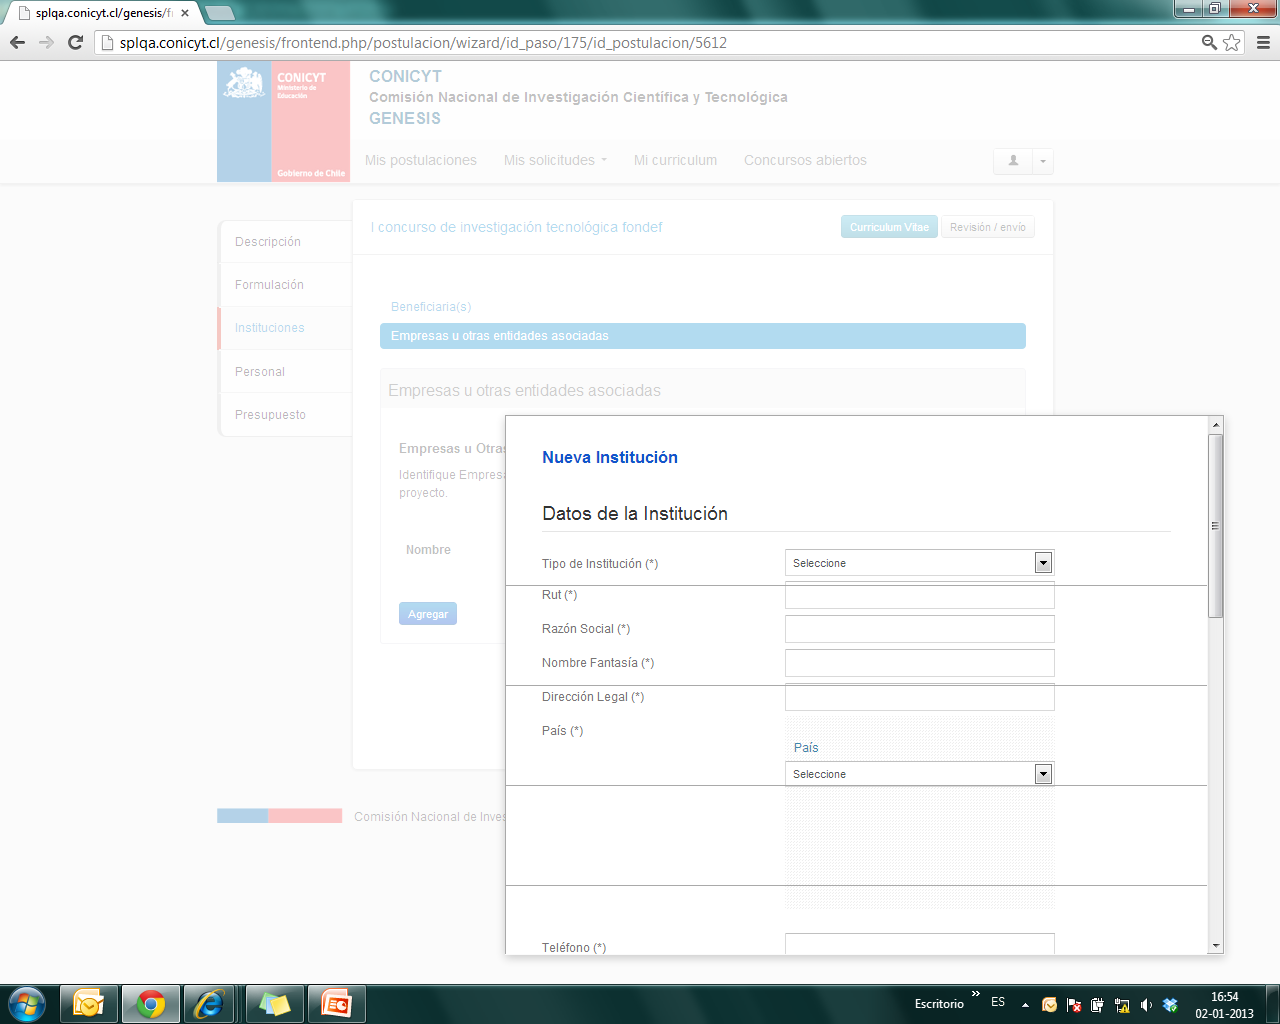 splqa.conicyt.cl/genesis/f
splqa.conicyt.cl/genesis/frontend.php/postulacion/wizard/id_paso/175/id_postulacion/5612
CONICYT
Ministerio de
Educación
Gobierno de Chile
CONICYT
Comisión Nacional de Investigación Científica y Tecnológica
GENESIS
Mis postulaciones
Mis solicitudes
Mi curriculum
Concursos abiertos
Descripción
Formulación
Instituciones
Personal
Presupuesto
I concurso de investigación tecnológica fondef
Curriculum Vitae
Revisión / envío
Beneficiaria(s)
Empresas u otras entidades asociadas
Empresas u otras entidades asociadas
Empresas u Otras
Identifique Empresa
proyecto.
Nombre
Agregar
Nueva Institución
Datos de la Institución
Tipo de Institución (*)
Seleccione
Rut (*)
Razón Social (*)
Nombre Fantasía (*)
Dirección Legal (*)
País (*)
País
Seleccione
Teléfono (*)
Comisión Nacional de Inves
Escritorio
ES
16:54
02-01-2013